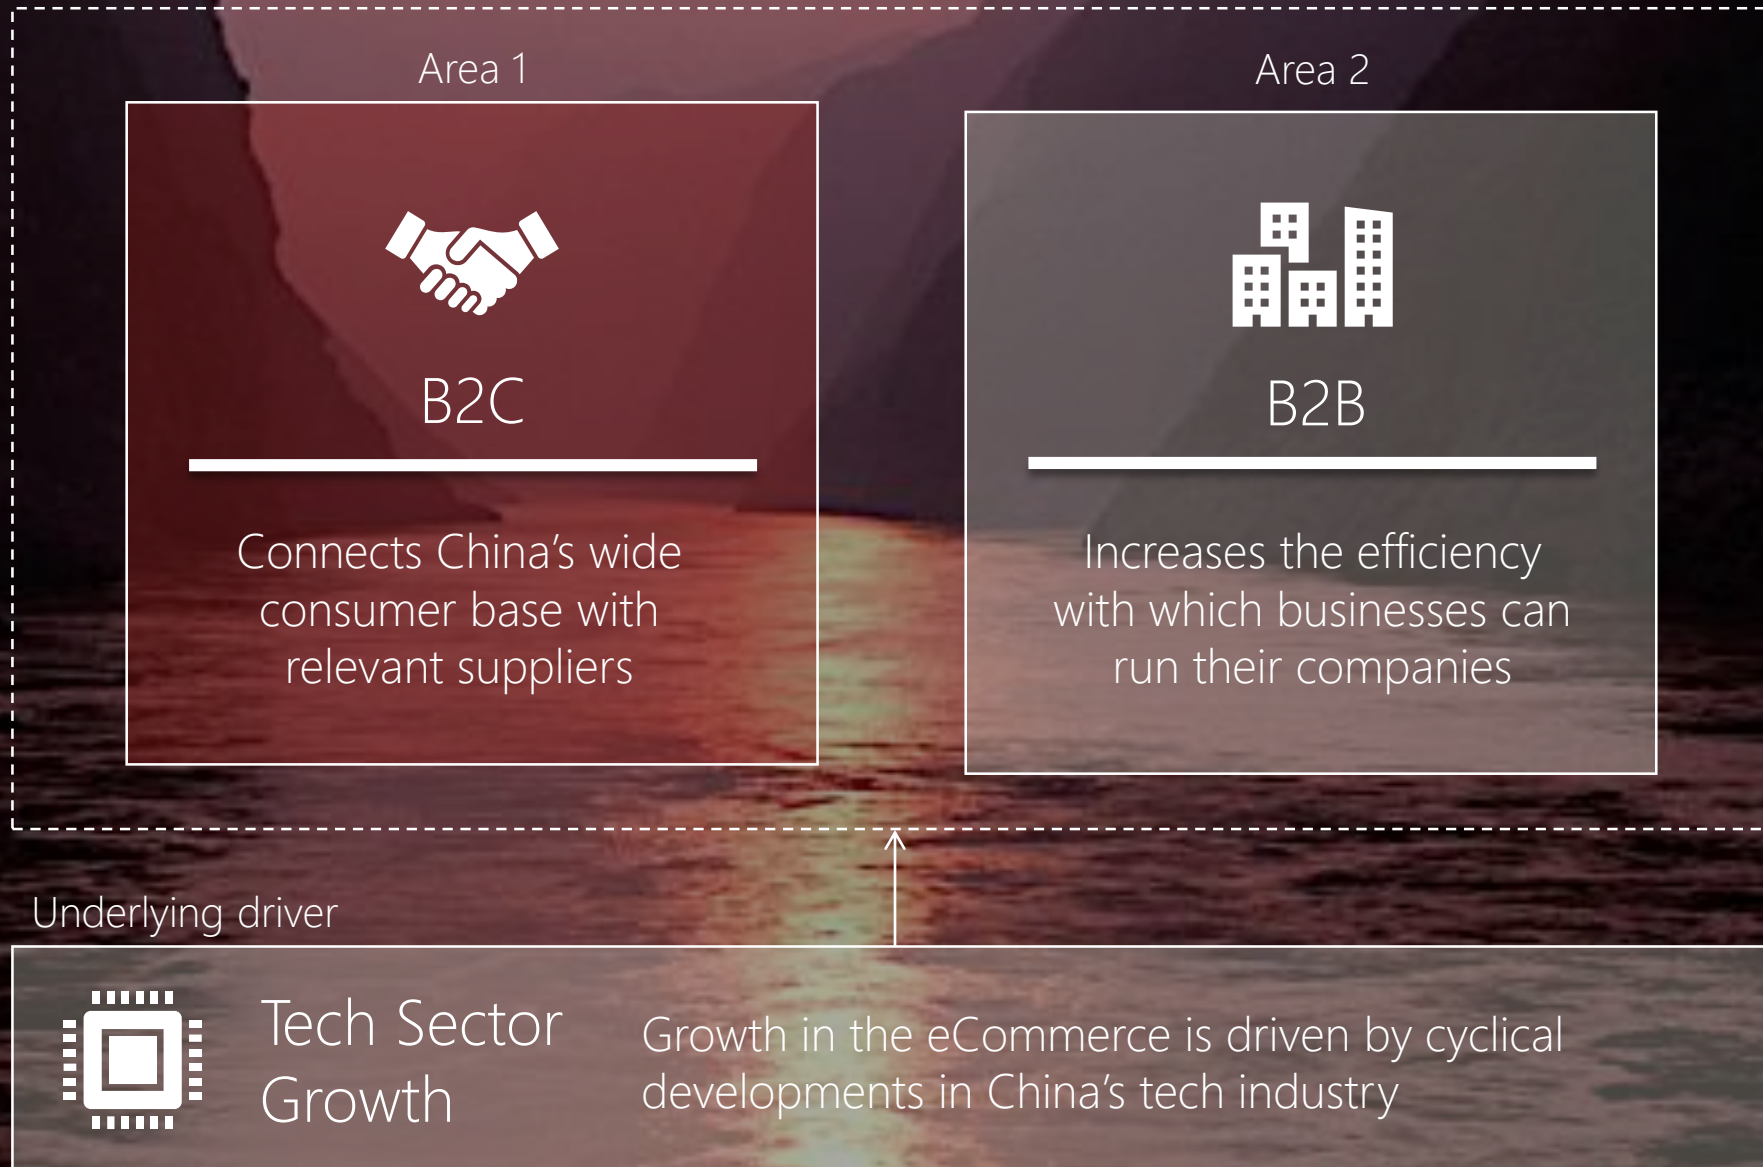 Area 1
B2C
Connects China's wide
consumer base with
relevant suppliers
Area 2
B2B
Increases the efficiency
with which businesses can
run their companies
Underlying driver
Tech Sector
Growth
Growth in the eCommerce is driven by cyclical
developments in China's tech industry